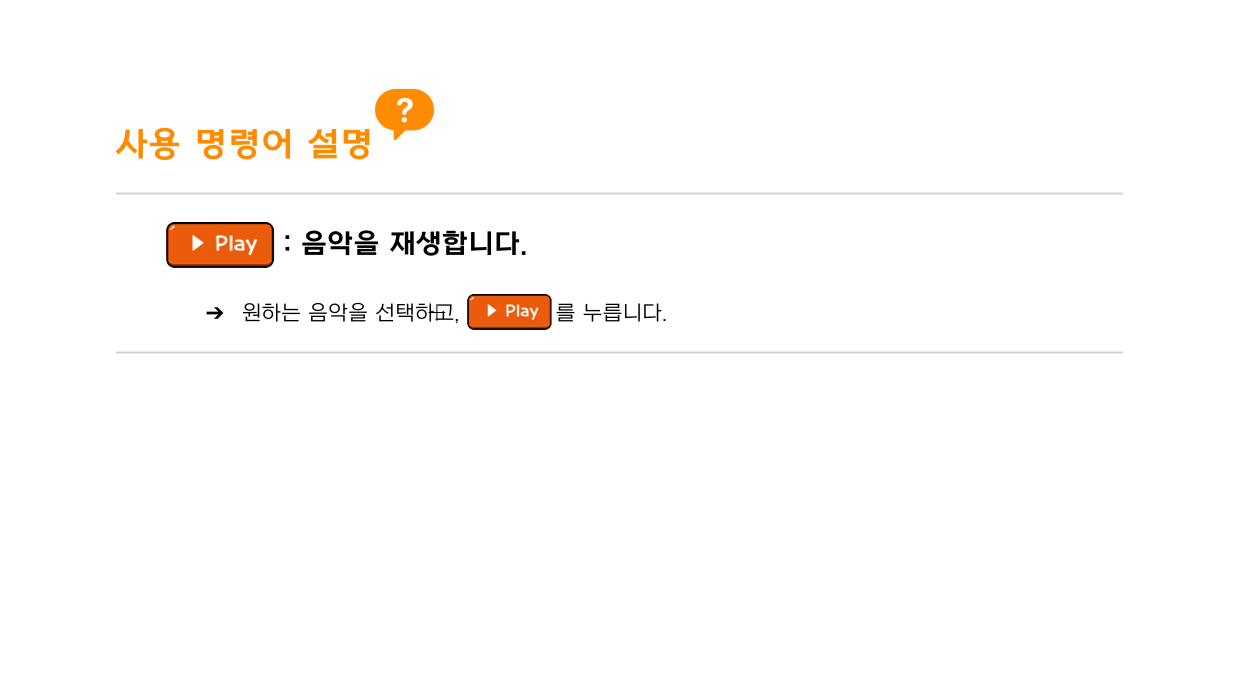 사용 명령어 설명 ?
▶ Play : 음악을 재생합니다.
➔ 원하는 음악을 선택하고, ▶ Play 를 누릅니다.